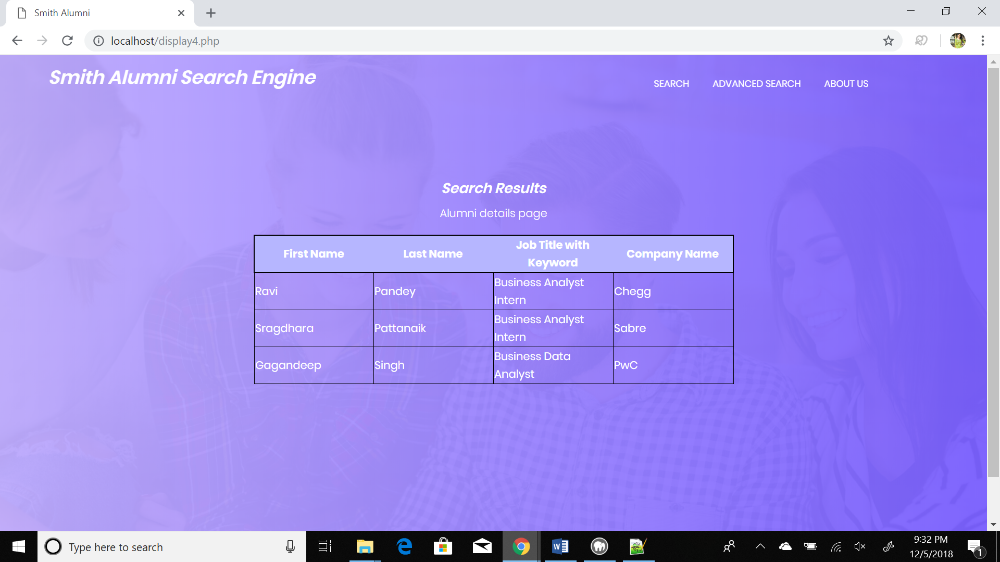 Smith Alumni
localhost/display4.php
Smith Alumni Search Engine
SEARCH ADVANCED SEARCH ABOUT US
Search Results
Alumni details page
First Name Last Name Job Title with Keyword Company Name
Ravi Pandey Business Analyst Intern Chegg
Sragdhara Pattanaik Business Analyst Intern Sabre
Gagandeep Singh Business Data Analyst PwC
Type here to search
9:32 PM
12/5/2018
1